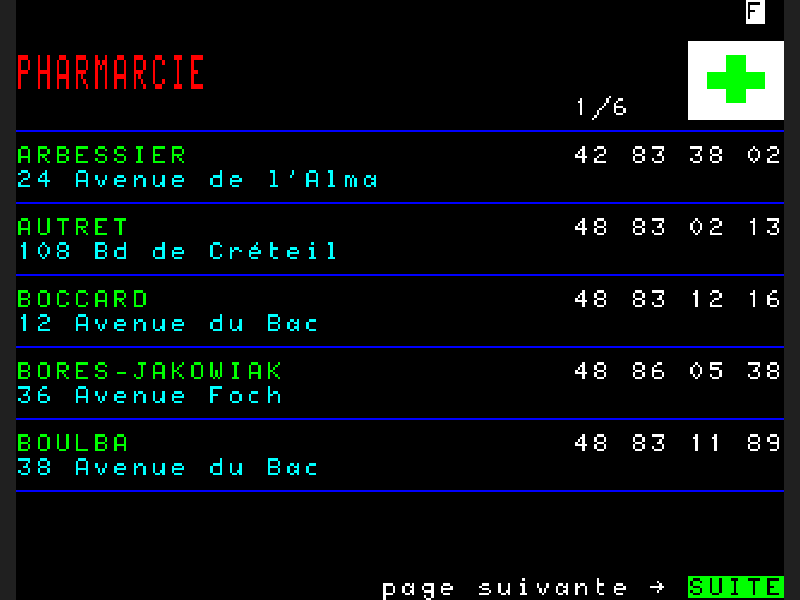 F
PHARMARCIE
1/6
ARBESSIER 42 83 38 02
24 Avenue de l'Alma
AUTRET 48 83 02 13
108 Bd de Créteil
BOCCARD 48 83 12 16
12 Avenue du Bac
BORES-JAKOWIAK 48 86 05 38
36 Avenue Foch
BOULBA 48 83 11 89
38 Avenue du Bac
page suivante → SUITE